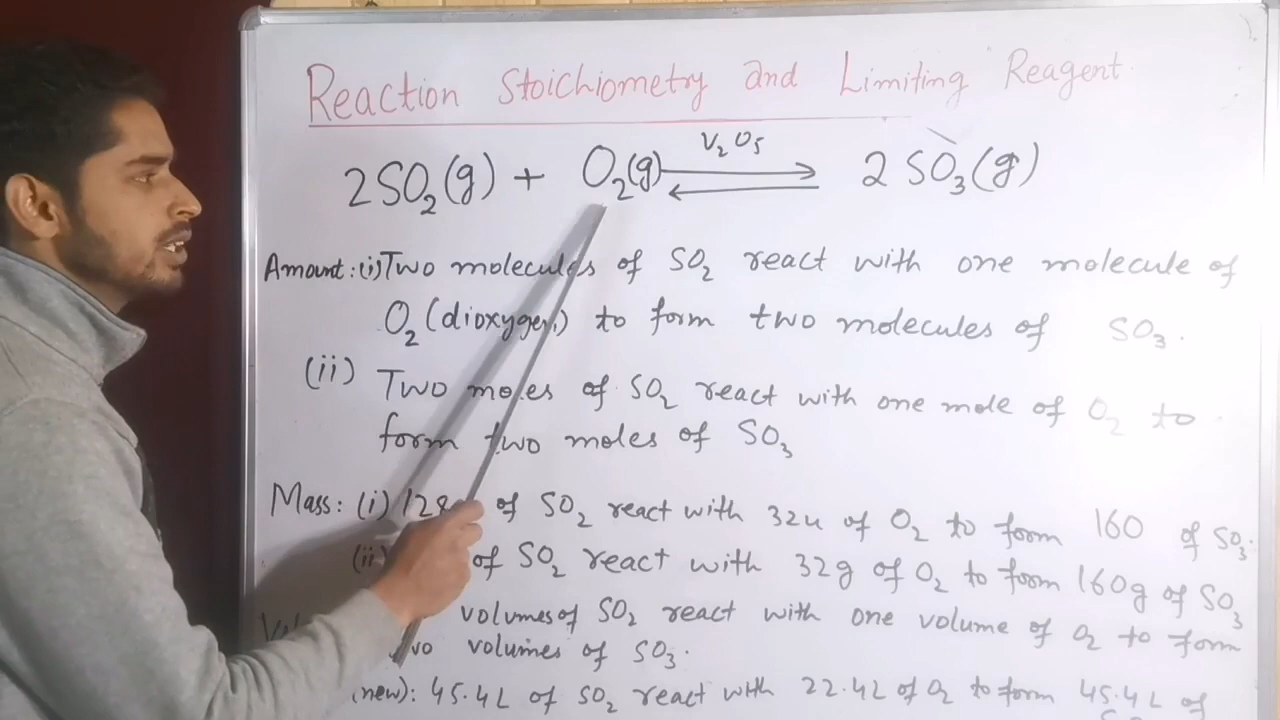 Reaction Stoichiometry and Limiting Reagent.
2SO₂(g) + O₂(g) ⇌ 2SO₃(g)
V₂O₅
Amount: (i) Two molecules of SO₂ react with one molecule of
O₂ (dioxygen) to form two molecules of SO₃.
(ii) Two moles of SO₂ react with one mole of O₂ to
form two moles of SO₃
Mass: (i) 128 of SO₂ react with 32u of O₂ to form 160 of SO₃.
(ii) of SO₂ react with 32g of O₂ to form 160g of SO₃
volumes of SO₂ react with one volume of O₂ to form
two volumes of SO₃.
(new): 45.4L of SO₂ react with 22.4L of O₂ to form 45.4L of